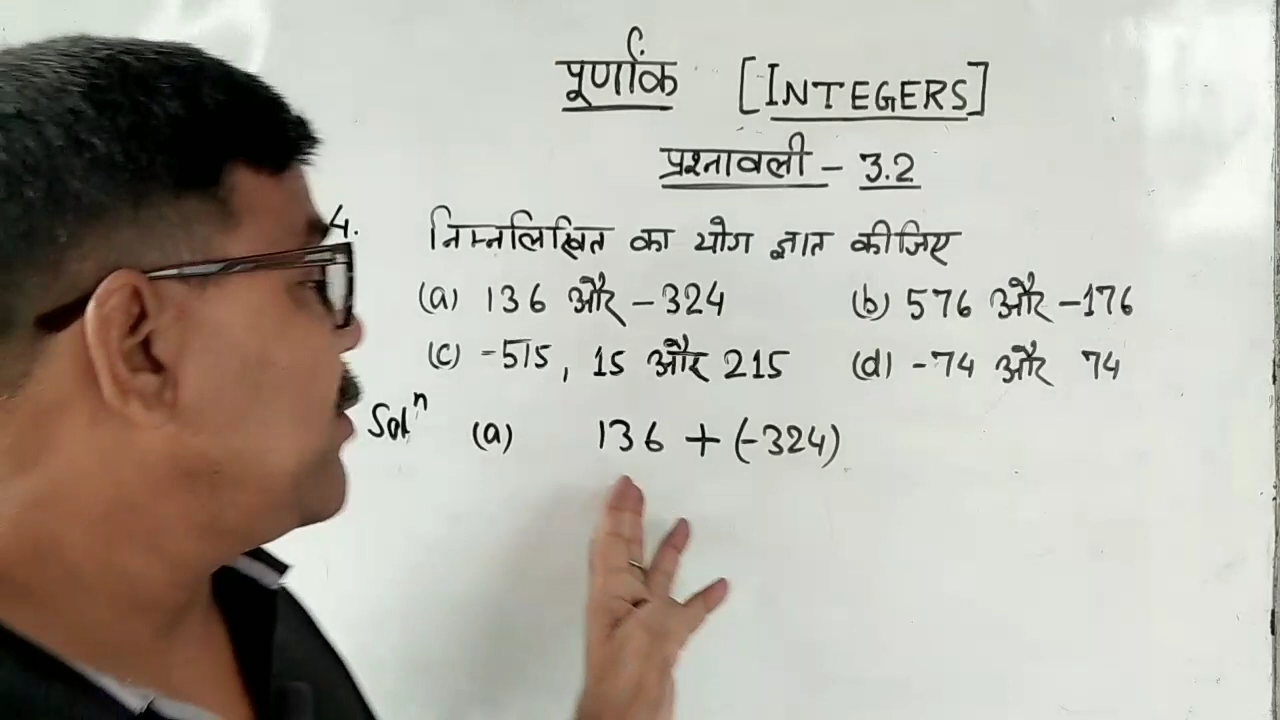 पूर्णांक [INTEGERS]
प्रश्नावली - 3.2
4. निम्नलिखित का योग ज्ञात कीजिए
(a) 136 और -324 (b) 576 और -176
(c) -515, 15 और 215 (d) -74 और 74
Solⁿ (a) 136 + (-324)